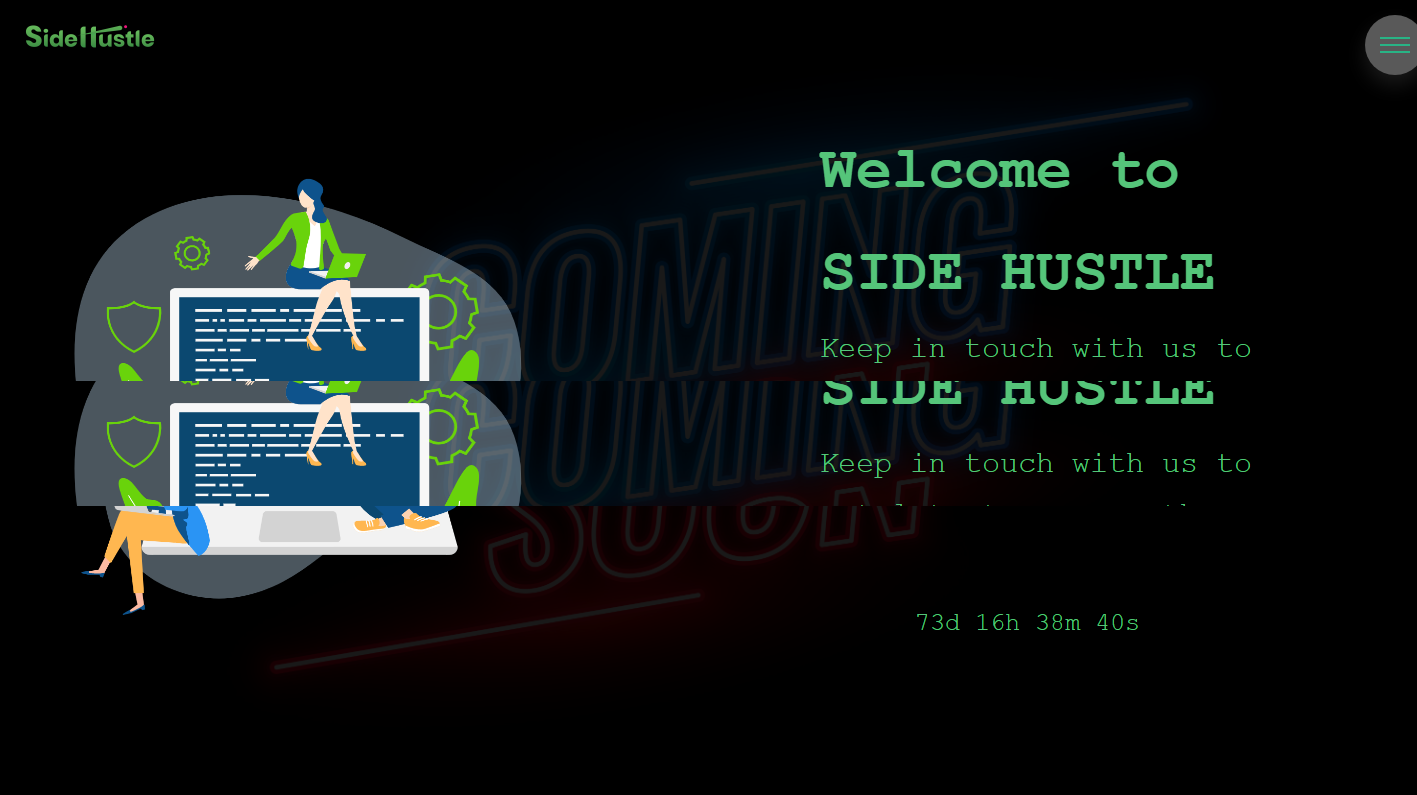 SideHustle
Welcome to
SIDE HUSTLE
Keep in touch with us to
COMING
SIDE HUSTLE
Keep in touch with us to
OMING
SOON
73d 16h 38m 40s